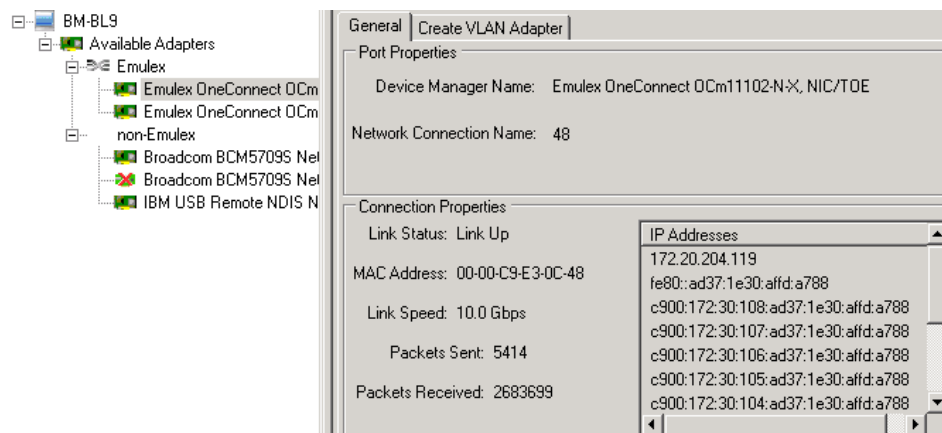 BM-BL9
Available Adapters
Emulex
Emulex OneConnect OCm
Emulex OneConnect OCm
non-Emulex
Broadcom BCM5709S Net
Broadcom BCM5709S Net
IBM USB Remote NDIS N
General
Create VLAN Adapter
Port Properties
Device Manager Name: Emulex OneConnect OCm11102-N-X, NIC/TOE
Network Connection Name: 48
Connection Properties
Link Status: Link Up
MAC Address: 00-00-C9-E3-0C-48
Link Speed: 10.0 Gbps
Packets Sent: 5414
Packets Received: 2683699
IP Addresses
172.20.204.119
fe80::ad37:1e30:affd:a788
c900:172:30:108:ad37:1e30:affd:a788
c900:172:30:107:ad37:1e30:affd:a788
c900:172:30:106:ad37:1e30:affd:a788
c900:172:30:105:ad37:1e30:affd:a788
c900:172:30:104:ad37:1e30:affd:a788